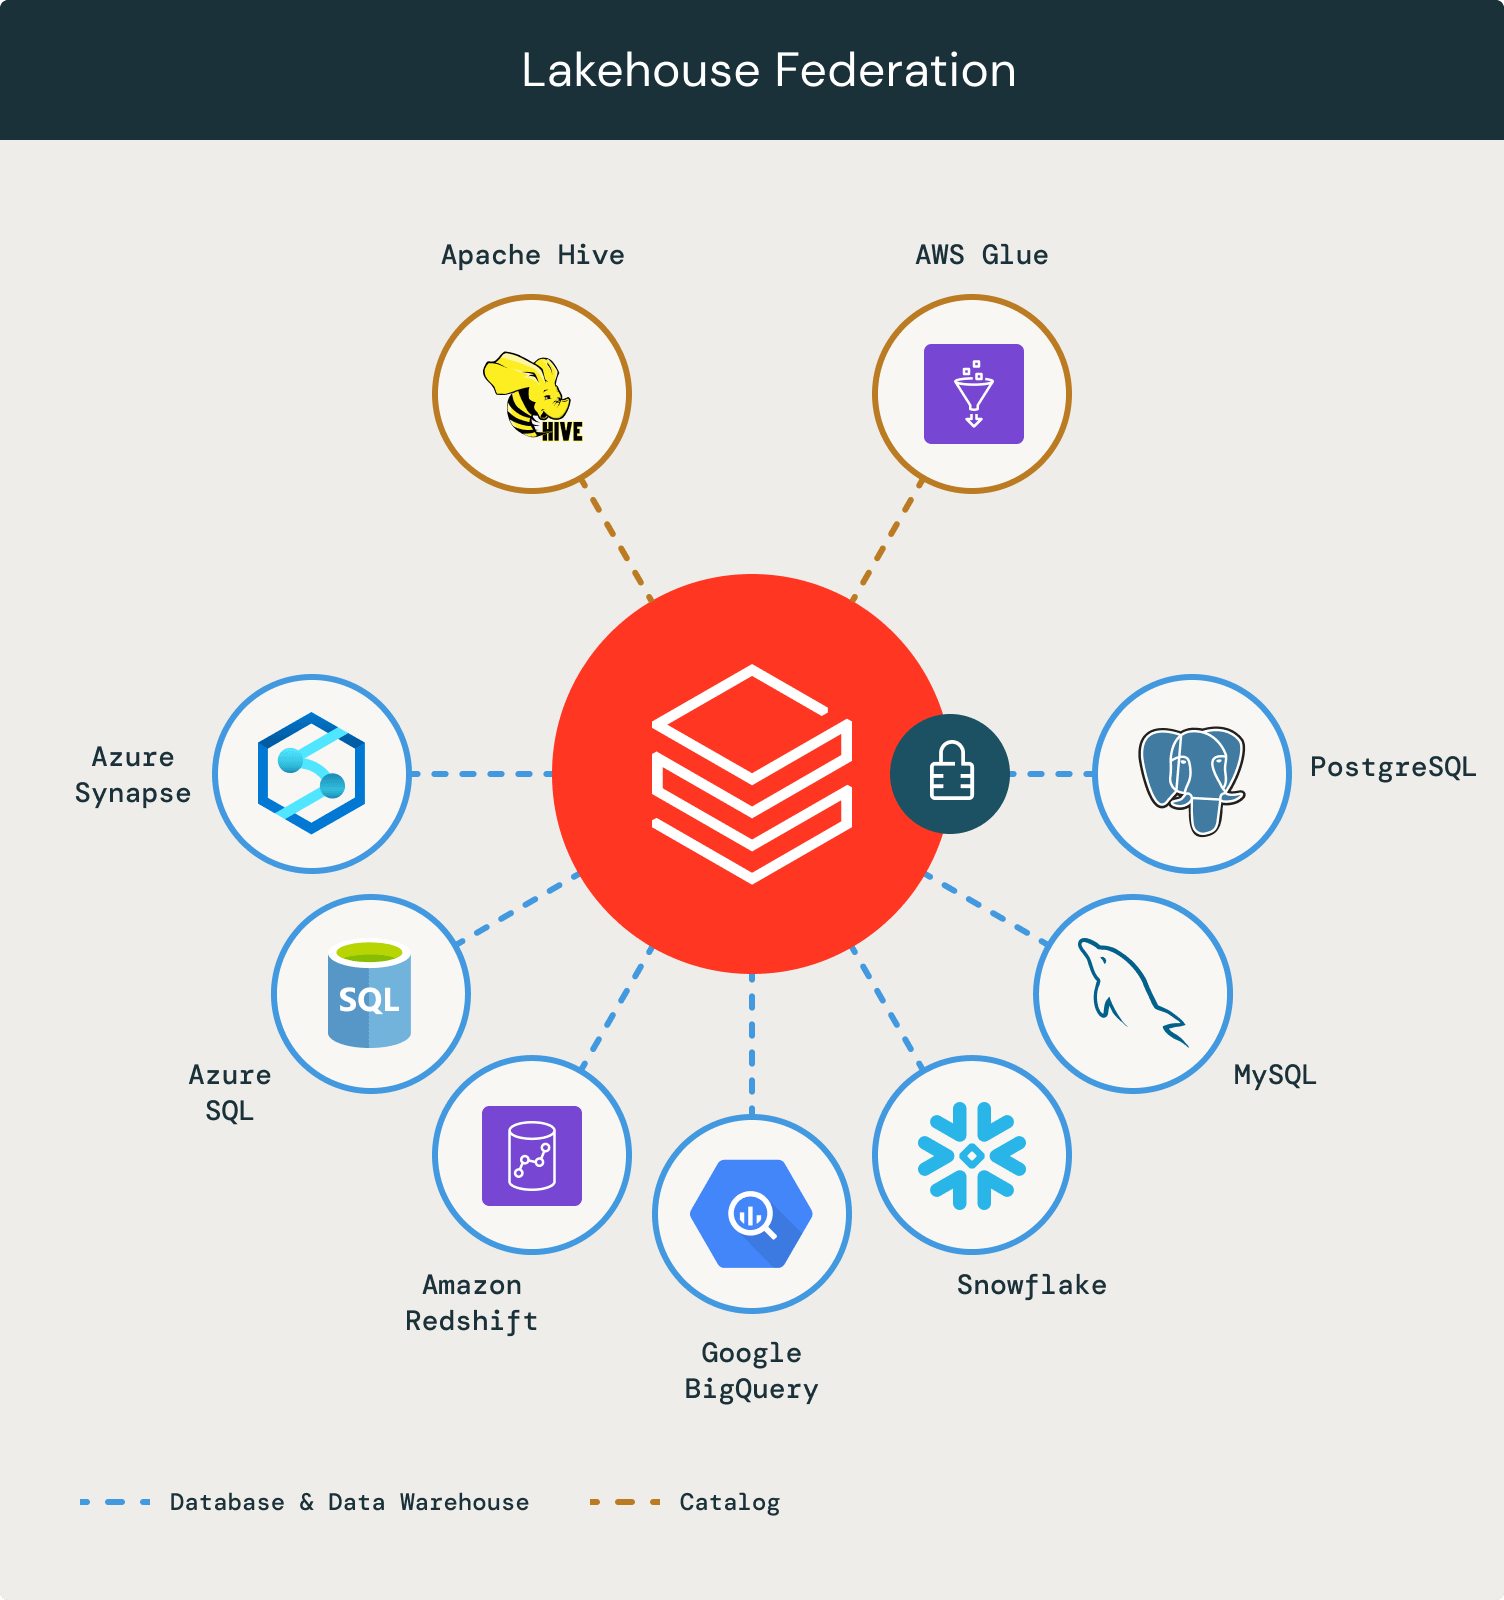 Lakehouse Federation
Apache Hive
AWS Glue
HIVE
Azure
Synapse
PostgreSQL
SQL
Azure
SQL
MySQL
Amazon
Redshift
Snowflake
Google
BigQuery
Database & Data Warehouse
Catalog